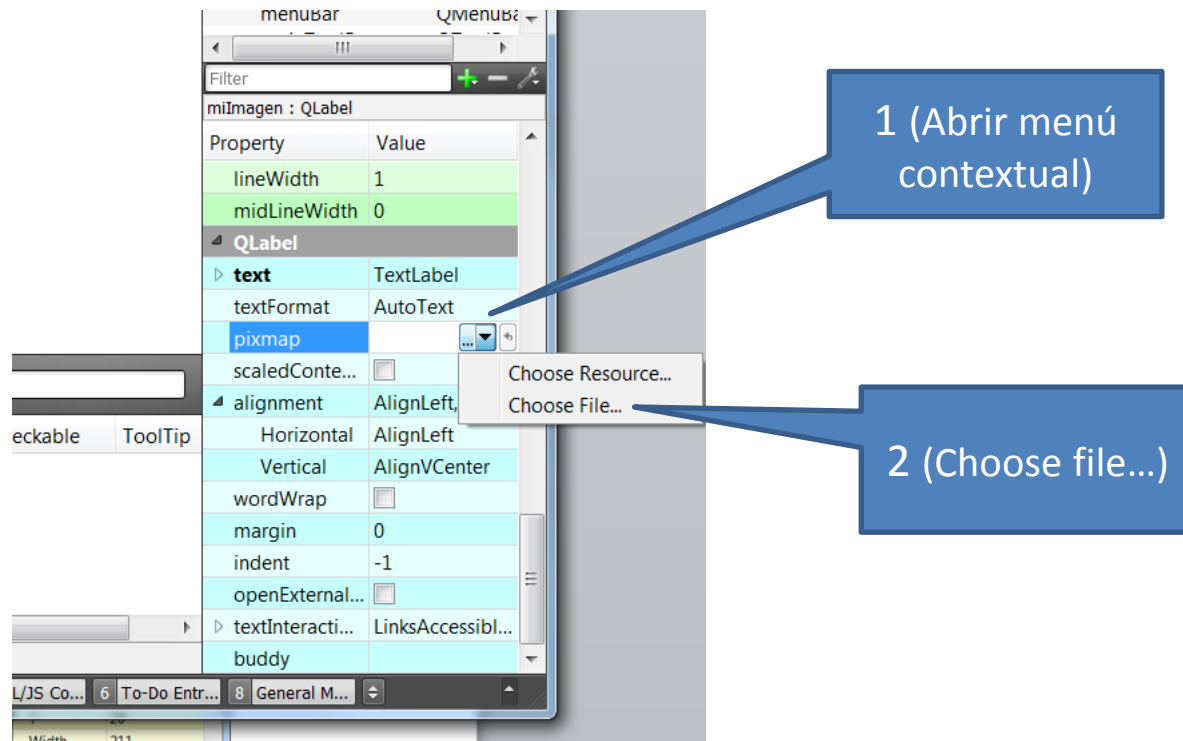 menuBar QMenuBa
Filter
miImagen : QLabel
Property Value
lineWidth 1
midLineWidth 0
QLabel
text TextLabel
textFormat AutoText
pixmap ...
scaledConte...
Choose Resource...
alignment AlignLeft,
Choose File...
Horizontal AlignLeft
Vertical AlignVCenter
wordWrap
margin 0
indent -1
openExternal...
textInteracti... LinksAccessibl...
buddy
eckable ToolTip
L/JS Co... 6 To-Do Entr... 8 General M...
Width 211
1 (Abrir menú
contextual)
2 (Choose file...)